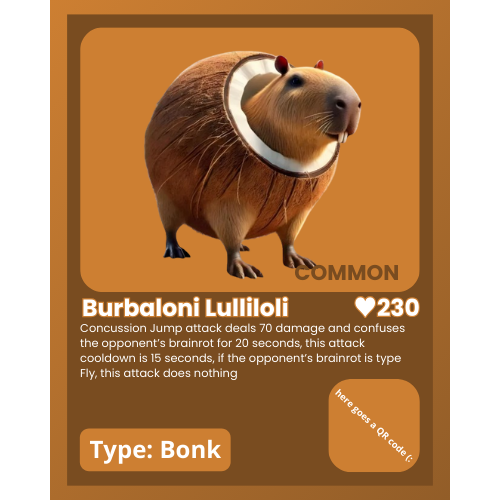 COMMON
Burbaloni Lulliloli ♥230
Concussion Jump attack deals 70 damage and confuses
the opponent’s brainrot for 20 seconds, this attack
cooldown is 15 seconds, if the opponent’s brainrot is type
Fly, this attack does nothing
here goes a QR code (:
Type: Bonk